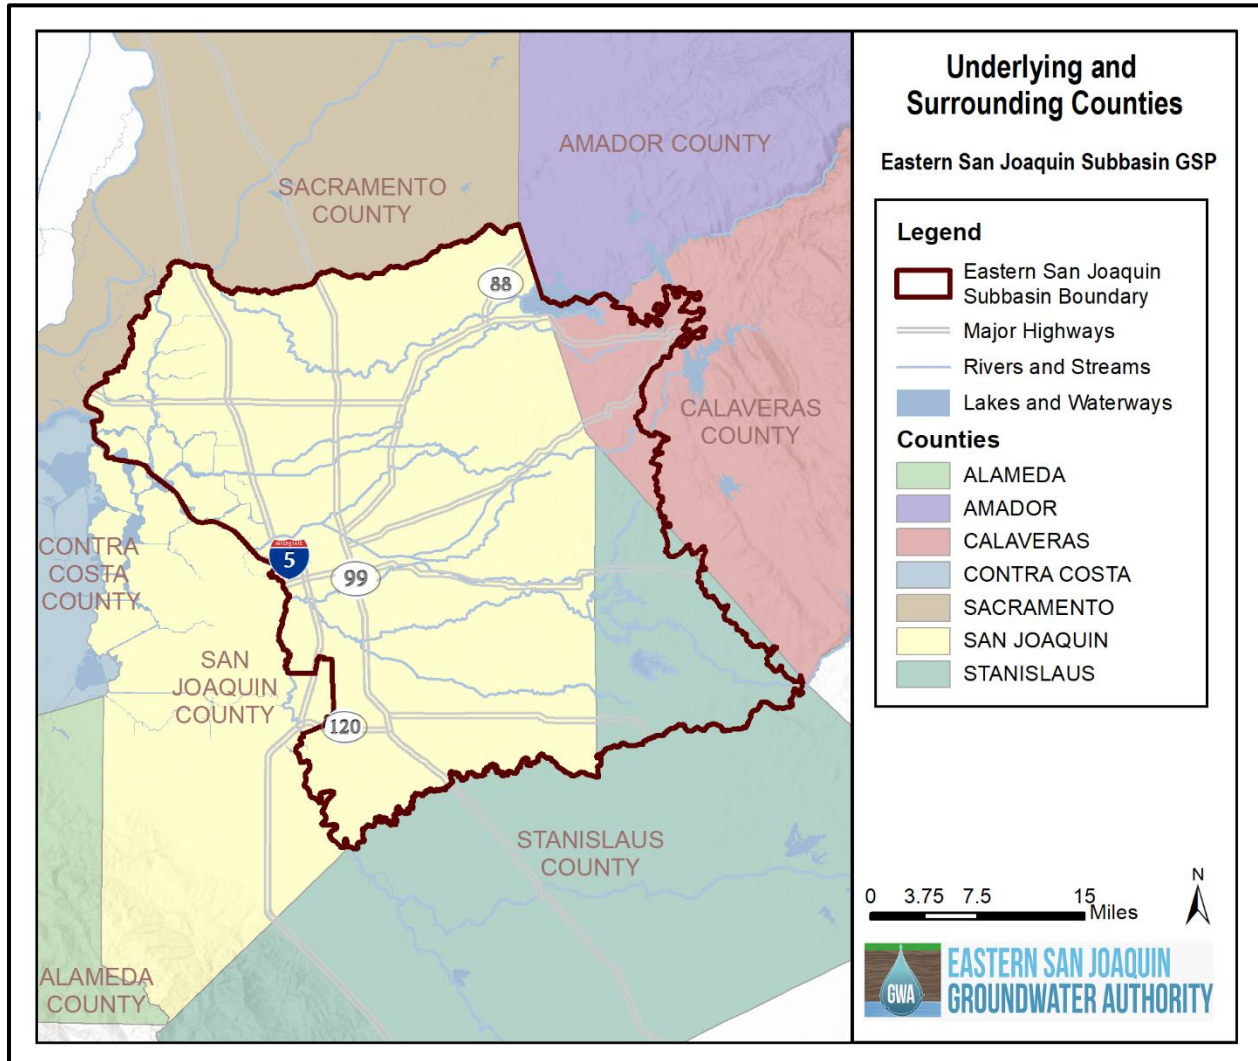 Underlying and
Surrounding Counties
Eastern San Joaquin Subbasin GSP
Legend
Eastern San Joaquin
Subbasin Boundary
Major Highways
Rivers and Streams
Lakes and Waterways
Counties
ALAMEDA
AMADOR
CALAVERAS
CONTRA COSTA
SACRAMENTO
SAN JOAQUIN
STANISLAUS
AMADOR COUNTY
SACRAMENTO
COUNTY
88
CALAVERAS
COUNTY
CONTRA
COSTA
COUNTY
INTERSTATE
5
99
SAN
JOAQUIN
COUNTY
120
STANISLAUS
COUNTY
ALAMEDA
COUNTY
N
0 3.75 7.5 15
Miles
GWA
EASTERN SAN JOAQUIN
GROUNDWATER AUTHORITY